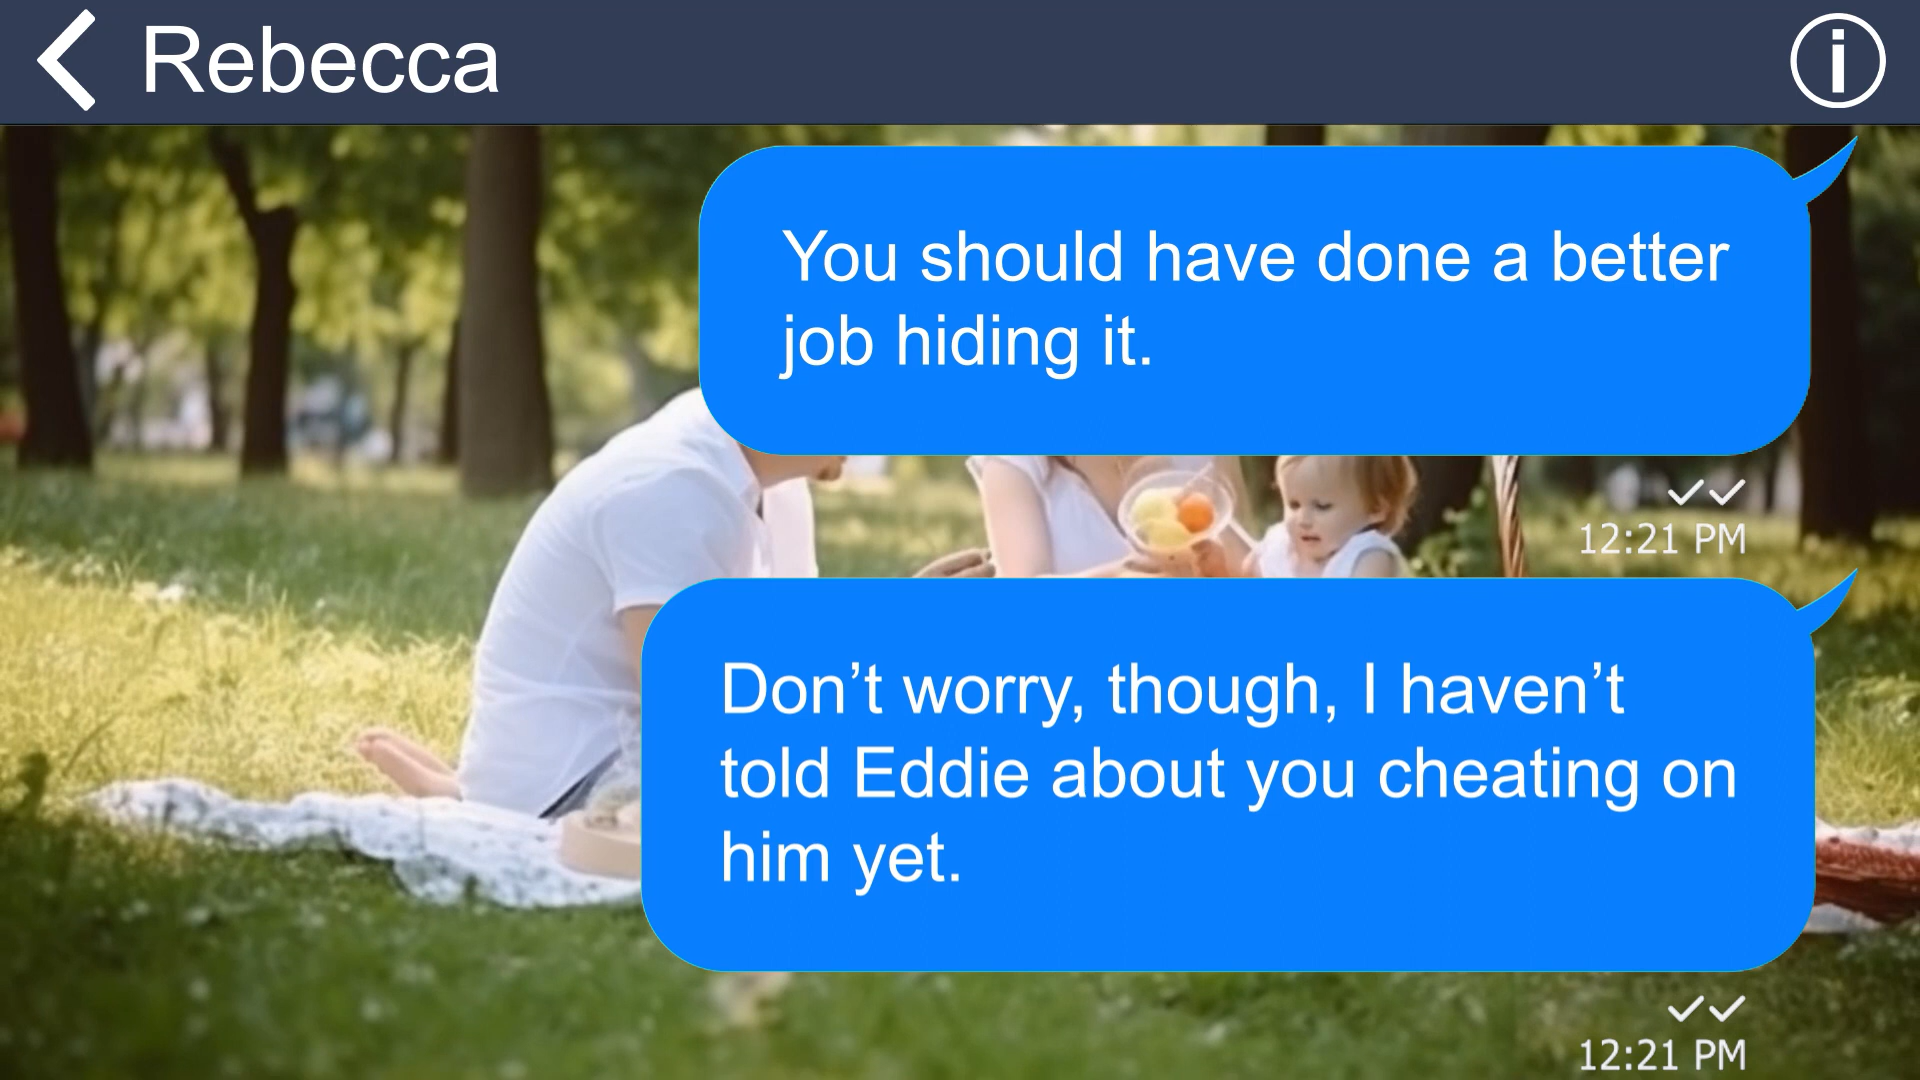 Rebecca
You should have done a better
job hiding it.
12:21 PM
Don’t worry, though, I haven’t
told Eddie about you cheating on
him yet.
12:21 PM